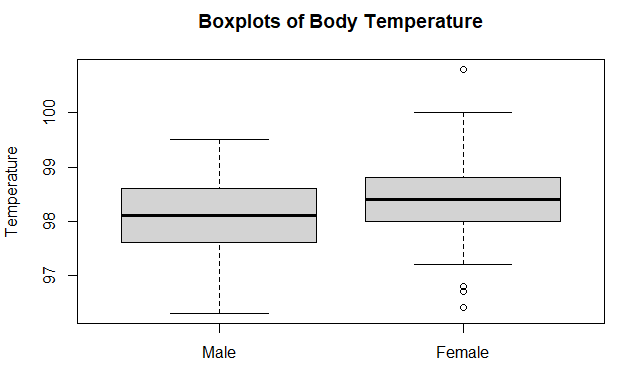 Boxplots of Body Temperature
Temperature
100
99
98
97
Male Female